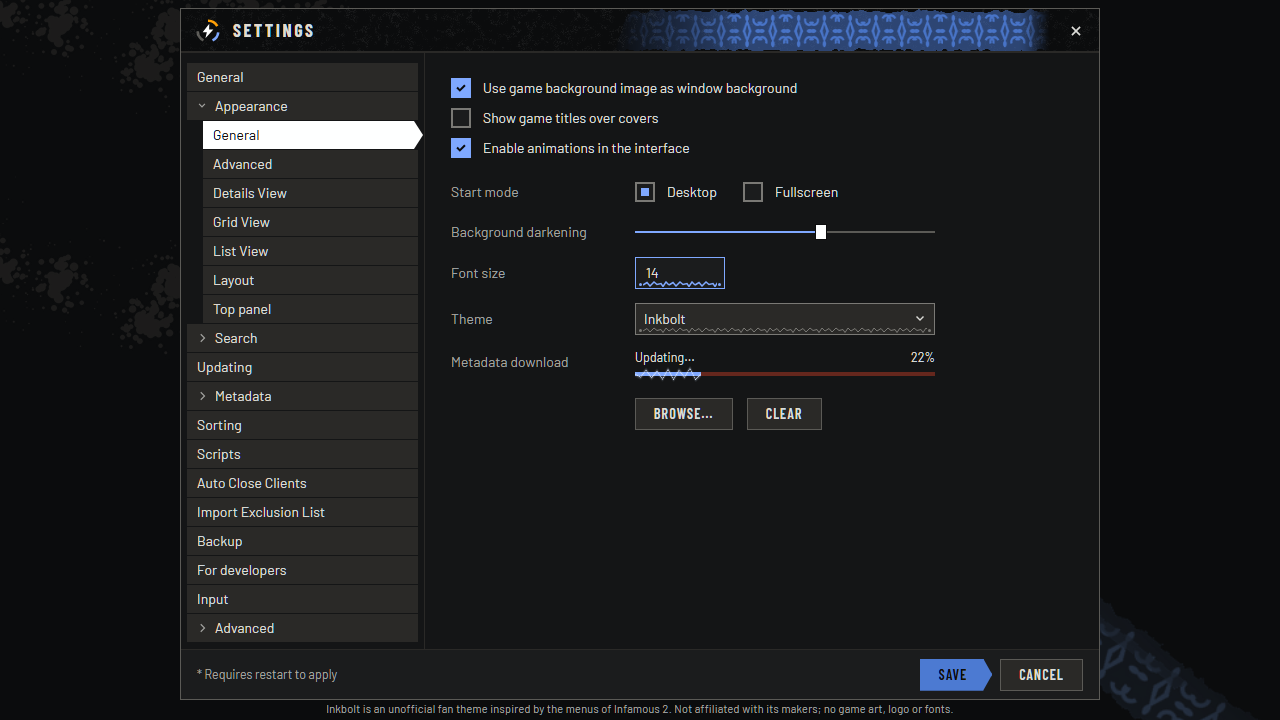 SETTINGS
General
Appearance
General
Advanced
Details View
Grid View
List View
Layout
Top panel
Search
Updating
Metadata
Sorting
Scripts
Auto Close Clients
Import Exclusion List
Backup
For developers
Input
Advanced
Use game background image as window background
Show game titles over covers
Enable animations in the interface
Start mode Desktop Fullscreen
Background darkening
Font size 14
Theme Inkbolt
Updating... 22%
Metadata download
BROWSE... CLEAR
* Requires restart to apply
SAVE CANCEL
Inkbolt is an unofficial fan theme inspired by the menus of Infamous 2. Not affiliated with its makers; no game art, logo or fonts.